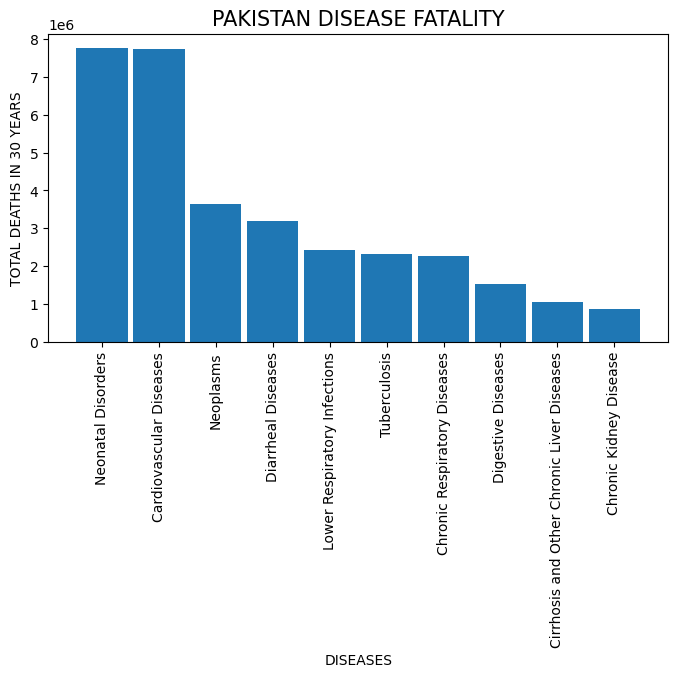 PAKISTAN DISEASE FATALITY
1e6
TOTAL DEATHS IN 30 YEARS
8
7
6
5
4
3
2
1
0
Neonatal Disorders
Cardiovascular Diseases
Neoplasms
Diarrheal Diseases
Lower Respiratory Infections
Tuberculosis
Chronic Respiratory Diseases
Digestive Diseases
Cirrhosis and Other Chronic Liver Diseases
Chronic Kidney Disease
DISEASES